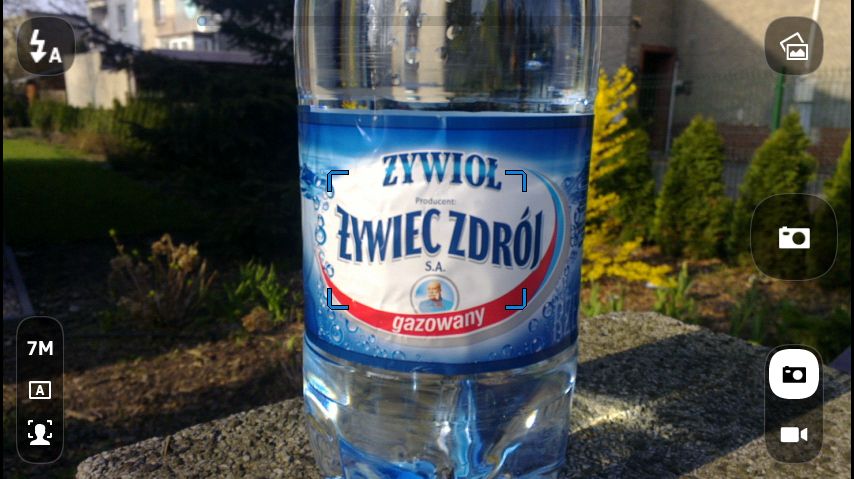 A
ŻYWIOŁ
Producent:
ŻYWIEC ZDRÓJ
S.A.
gazowany
7M
A